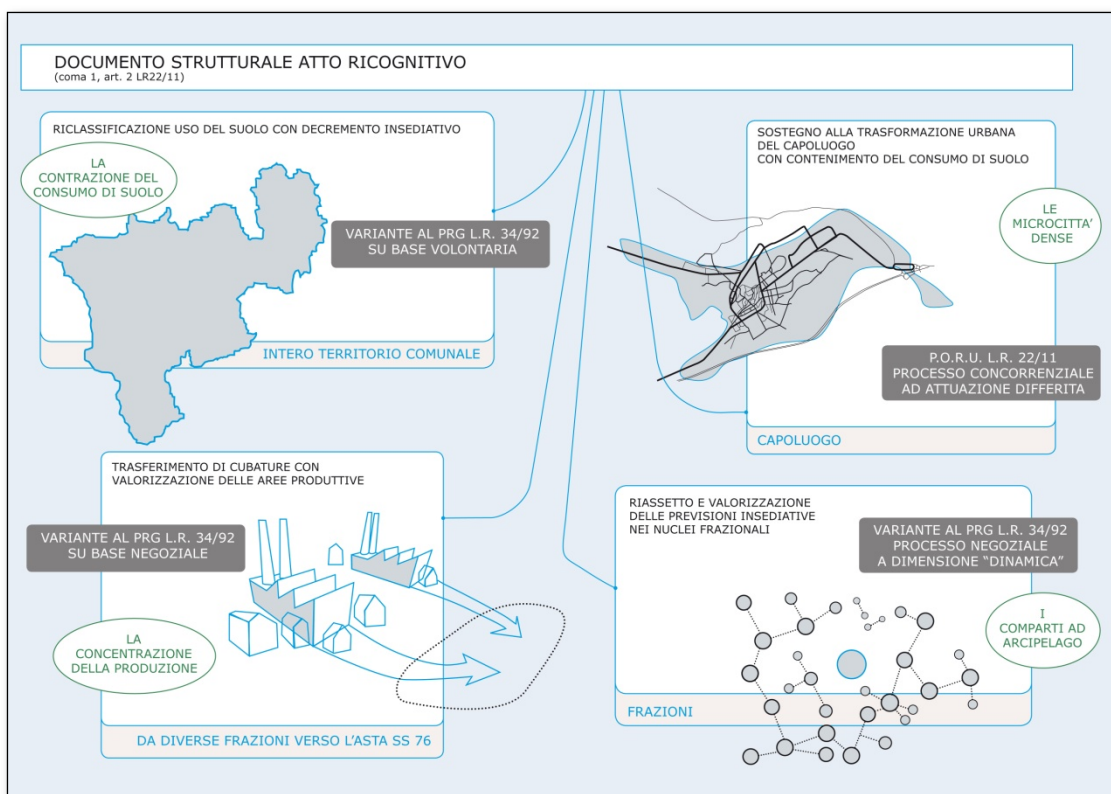 DOCUMENTO STRUTTURALE ATTO RICOGNITIVO
(coma 1, art. 2 LR22/11)
RICLASSIFICAZIONE USO DEL SUOLO CON DECREMENTO INSEDIATIVO
LA
CONTRAZIONE DEL
CONSUMO DI SUOLO
VARIANTE AL PRG L.R. 34/92
SU BASE VOLONTARIA
INTERO TERRITORIO COMUNALE
SOSTEGNO ALLA TRASFORMAZIONE URBANA
DEL CAPOLUOGO
CON CONTENIMENTO DEL CONSUMO DI SUOLO
LE
MICROCITTA'
DENSE
P.O.R.U. L.R. 22/11
PROCESSO CONCORRENZIALE
AD ATTUAZIONE DIFFERITA
CAPOLUOGO
TRASFERIMENTO DI CUBATURE CON
VALORIZZAZIONE DELLE AREE PRODUTTIVE
VARIANTE AL PRG L.R. 34/92
SU BASE NEGOZIALE
LA
CONCENTRAZIONE
DELLA PRODUZIONE
DA DIVERSE FRAZIONI VERSO L'ASTA SS 76
RIASSETTO E VALORIZZAZIONE
DELLE PREVISIONI INSEDIATIVE
NEI NUCLEI FRAZIONALI
VARIANTE AL PRG L.R. 34/92
PROCESSO NEGOZIALE
A DIMENSIONE "DINAMICA"
I
COMPARTI AD
ARCIPELAGO
FRAZIONI